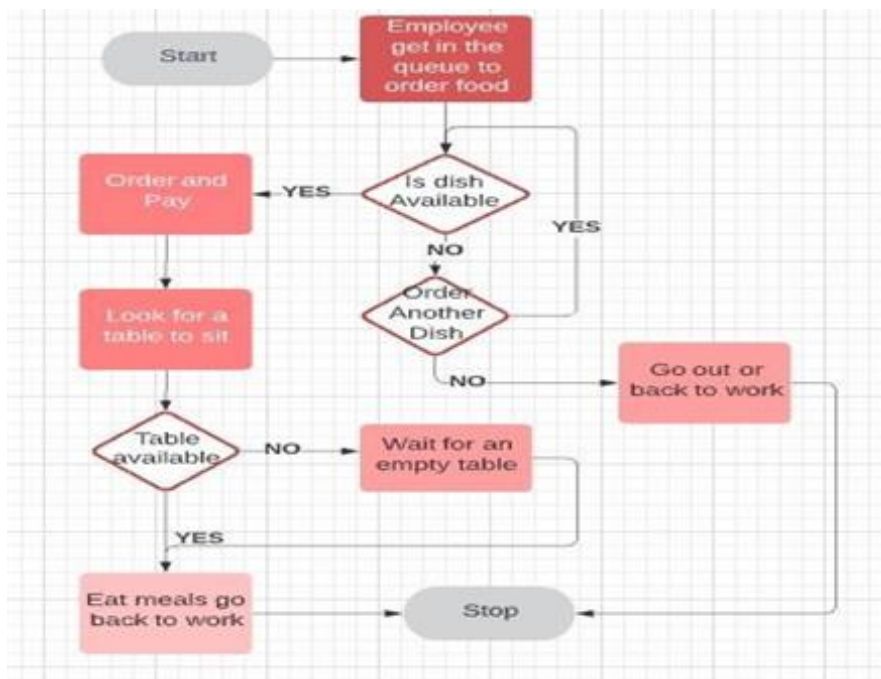 Start
Employee
get in the
queue to
order food
Is dish
Available
YES
Order and
Pay
NO
YES
Order
Another
Dish
Look for a
table to sit
NO
Go out or
back to work
Table
available
NO
Wait for an
empty table
YES
Eat meals go
back to work
Stop